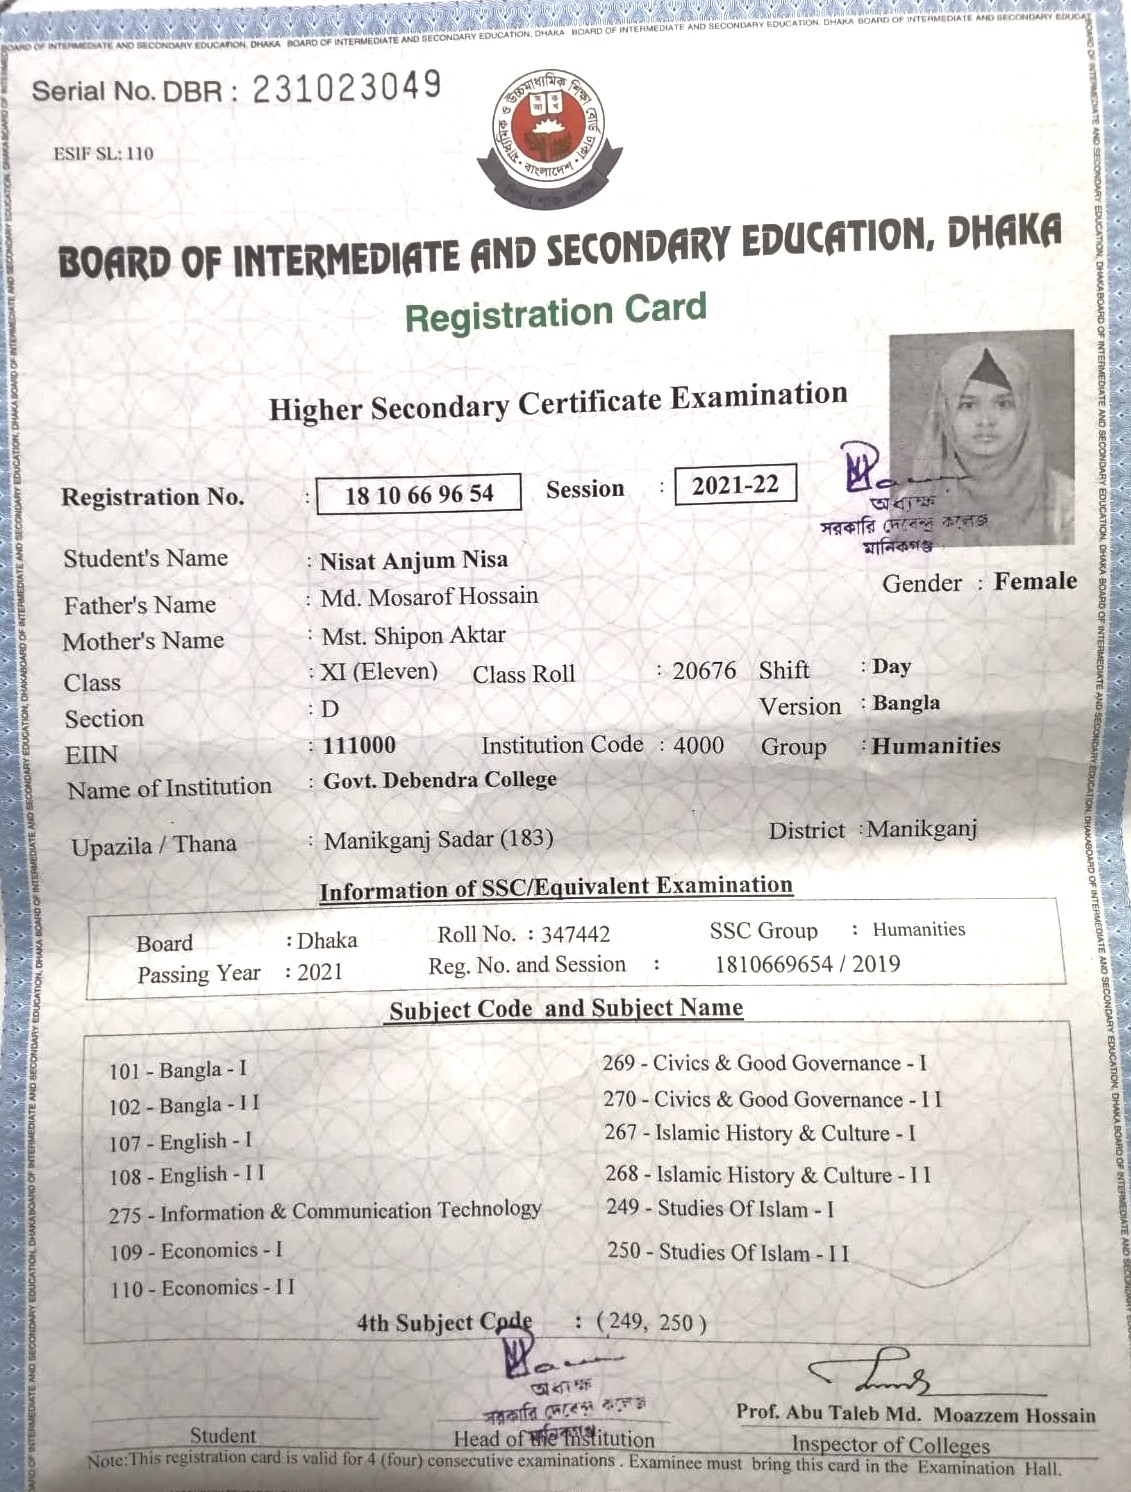 BOARD OF INTERMEDIATE AND SECONDARY EDUCATION, DHAKA BOARD OF INTERMEDIATE AND SECONDARY EDUCATION, DHAKA BOARD OF INTERMEDIATE AND SECONDARY EDUCATION, DHAKA BOARD OF INTERMEDIATE AND SECONDARY
Serial No. DBR : 231023049
ESIF SL: 110
মাধ্যমিক ও উচ্চমাধ্যমিক শিক্ষা বোর্ড ঢাকা
বাংলাদেশ
BOARD OF INTERMEDIATE AND SECONDARY EDUCATION, DHAKA
Registration Card
Higher Secondary Certificate Examination
Registration No. : 18 10 66 96 54 Session : 2021-22
অধ্যক্ষ
সরকারি দেবেন্দ্র কলেজ
মানিকগঞ্জ
Student's Name : Nisat Anjum Nisa
Gender : Female
Father's Name : Md. Mosarof Hossain
Mother's Name : Mst. Shipon Aktar
Class : XI (Eleven) Class Roll : 20676 Shift : Day
Section : D Version : Bangla
EIIN : 111000 Institution Code : 4000 Group : Humanities
Name of Institution : Govt. Debendra College
Upazila / Thana : Manikganj Sadar (183) District : Manikganj
Information of SSC/Equivalent Examination
Board : Dhaka Roll No. : 347442 SSC Group : Humanities
Passing Year : 2021 Reg. No. and Session : 1810669654 / 2019
Subject Code and Subject Name
101 - Bangla - I 269 - Civics & Good Governance - I
102 - Bangla - II 270 - Civics & Good Governance - II
107 - English - I 267 - Islamic History & Culture - I
108 - English - II 268 - Islamic History & Culture - II
275 - Information & Communication Technology 249 - Studies Of Islam - I
109 - Economics - I 250 - Studies Of Islam - II
110 - Economics - II
4th Subject Code : ( 249, 250 )
অধ্যক্ষ
সরকারি দেবেন্দ্র কলেজ
মানিকগঞ্জ
Prof. Abu Taleb Md. Moazzem Hossain
Student Head of the Institution Inspector of Colleges
Note:This registration card is valid for 4 (four) consecutive examinations . Examinee must bring this card in the Examination Hall.